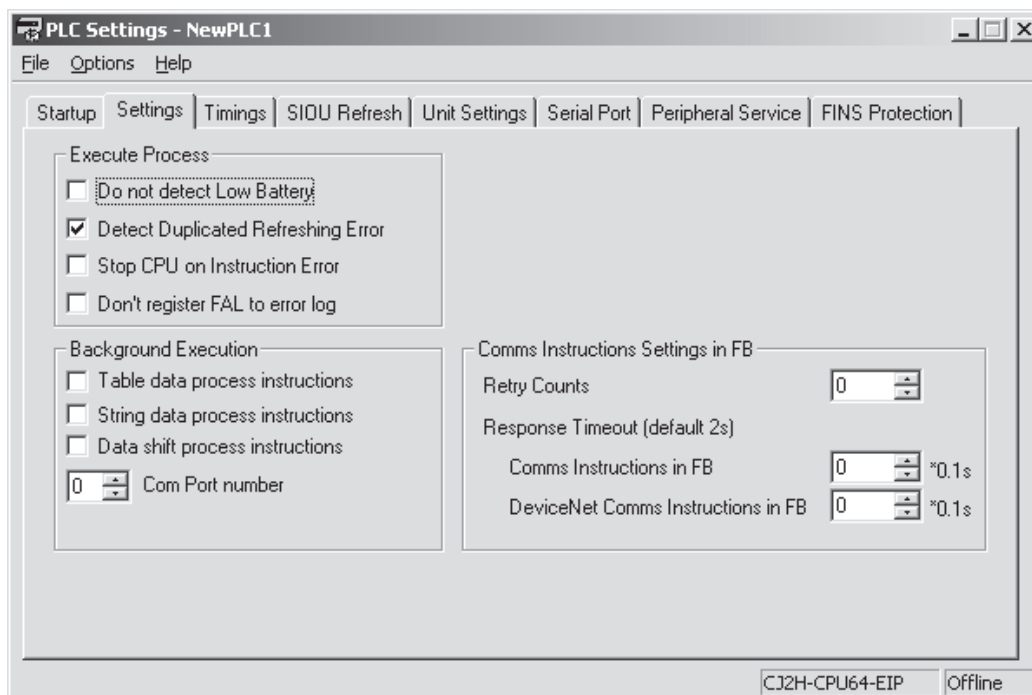 PLC Settings - NewPLC1
File Options Help
Startup Settings Timings SIOU Refresh Unit Settings Serial Port Peripheral Service FINS Protection
Execute Process
Do not detect Low Battery
Detect Duplicated Refreshing Error
Stop CPU on Instruction Error
Don't register FAL to error log
Background Execution
Table data process instructions
String data process instructions
Data shift process instructions
0 Com Port number
Comms Instructions Settings in FB
Retry Counts 0
Response Timeout (default 2s)
Comms Instructions in FB 0 *0.1s
DeviceNet Comms Instructions in FB 0 *0.1s
CJ2H-CPU64-EIP Offline